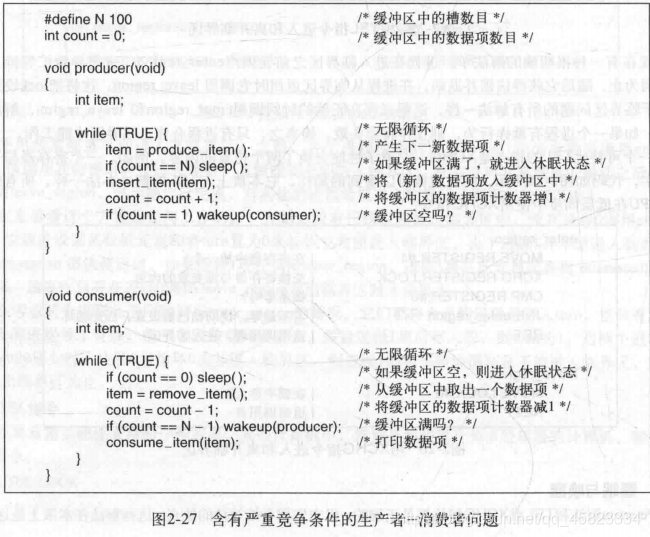 #define N 100 /* 缓冲区中的槽数目 */
int count = 0; /* 缓冲区中的数据项数目 */
void producer(void)
{
int item;
while (TRUE) { /* 无限循环 */
item = produce_item( ); /* 产生下一新数据项 */
if (count == N) sleep( ); /* 如果缓冲区满了，就进入休眠状态 */
insert_item(item); /* 将（新）数据项放入缓冲区中 */
count = count + 1; /* 将缓冲区的数据项计数器增1 */
if (count == 1) wakeup(consumer); /* 缓冲区空吗？ */
}
}
void consumer(void)
{
int item;
while (TRUE) { /* 无限循环 */
if (count == 0) sleep( ); /* 如果缓冲区空，则进入休眠状态 */
item = remove_item( ); /* 从缓冲区中取出一个数据项 */
count = count − 1; /* 将缓冲区的数据项计数器减1 */
if (count == N − 1) wakeup(producer); /* 缓冲区满吗？ */
consume_item(item); /* 打印数据项 */
}
}
图2-27 含有严重竞争条件的生产者-消费者问题